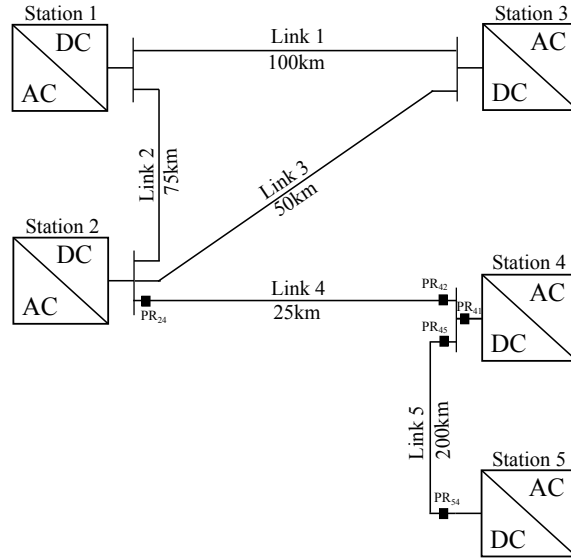 Station 1
DC
AC
Link 1
100km
Station 3
AC
DC
Link 2
75km
Link 3
50km
Station 2
DC
AC
Link 4
25km
PR24
PR42
PR41
PR45
Station 4
AC
DC
Link 5
200km
PR54
Station 5
AC
DC